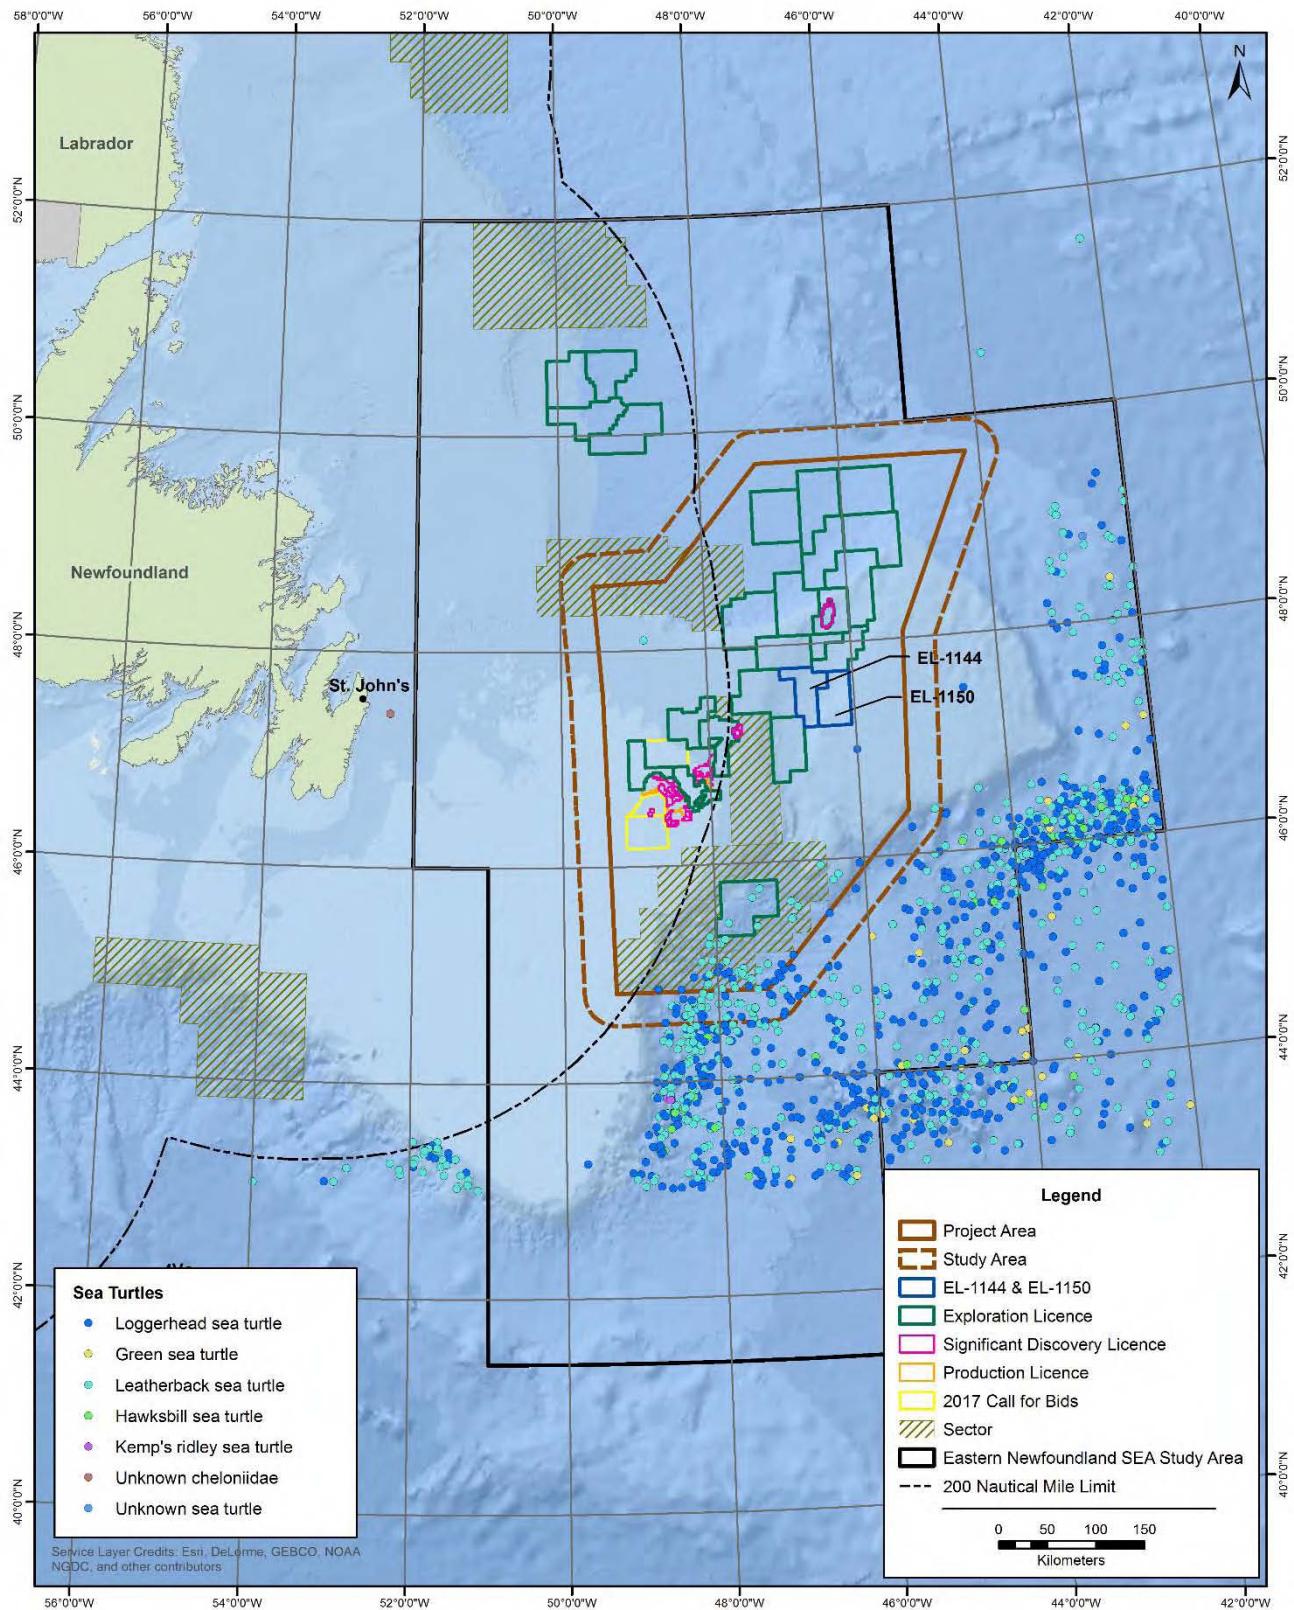 58°0'0"W 56°0'0"W 54°0'0"W 52°0'0"W 50°0'0"W 48°0'0"W 46°0'0"W 44°0'0"W 42°0'0"W 40°0'0"W
N
Labrador
52°0'0"N 52°0'0"N
50°0'0"N 50°0'0"N
Newfoundland
48°0'0"N 48°0'0"N
EL-1144
St. John's
EL-1150
46°0'0"N 46°0'0"N
44°0'0"N 44°0'0"N
42°0'0"N 42°0'0"N
40°0'0"N 40°0'0"N
Sea Turtles
Loggerhead sea turtle
Green sea turtle
Leatherback sea turtle
Hawksbill sea turtle
Kemp's ridley sea turtle
Unknown cheloniidae
Unknown sea turtle
Service Layer Credits: Esri, DeLorme, GEBCO, NOAA
NGDC, and other contributors
Legend
Project Area
Study Area
EL-1144 & EL-1150
Exploration Licence
Significant Discovery Licence
Production Licence
2017 Call for Bids
Sector
Eastern Newfoundland SEA Study Area
200 Nautical Mile Limit
0 50 100 150
Kilometers
56°0'0"W 54°0'0"W 52°0'0"W 50°0'0"W 48°0'0"W 46°0'0"W 44°0'0"W 42°0'0"W